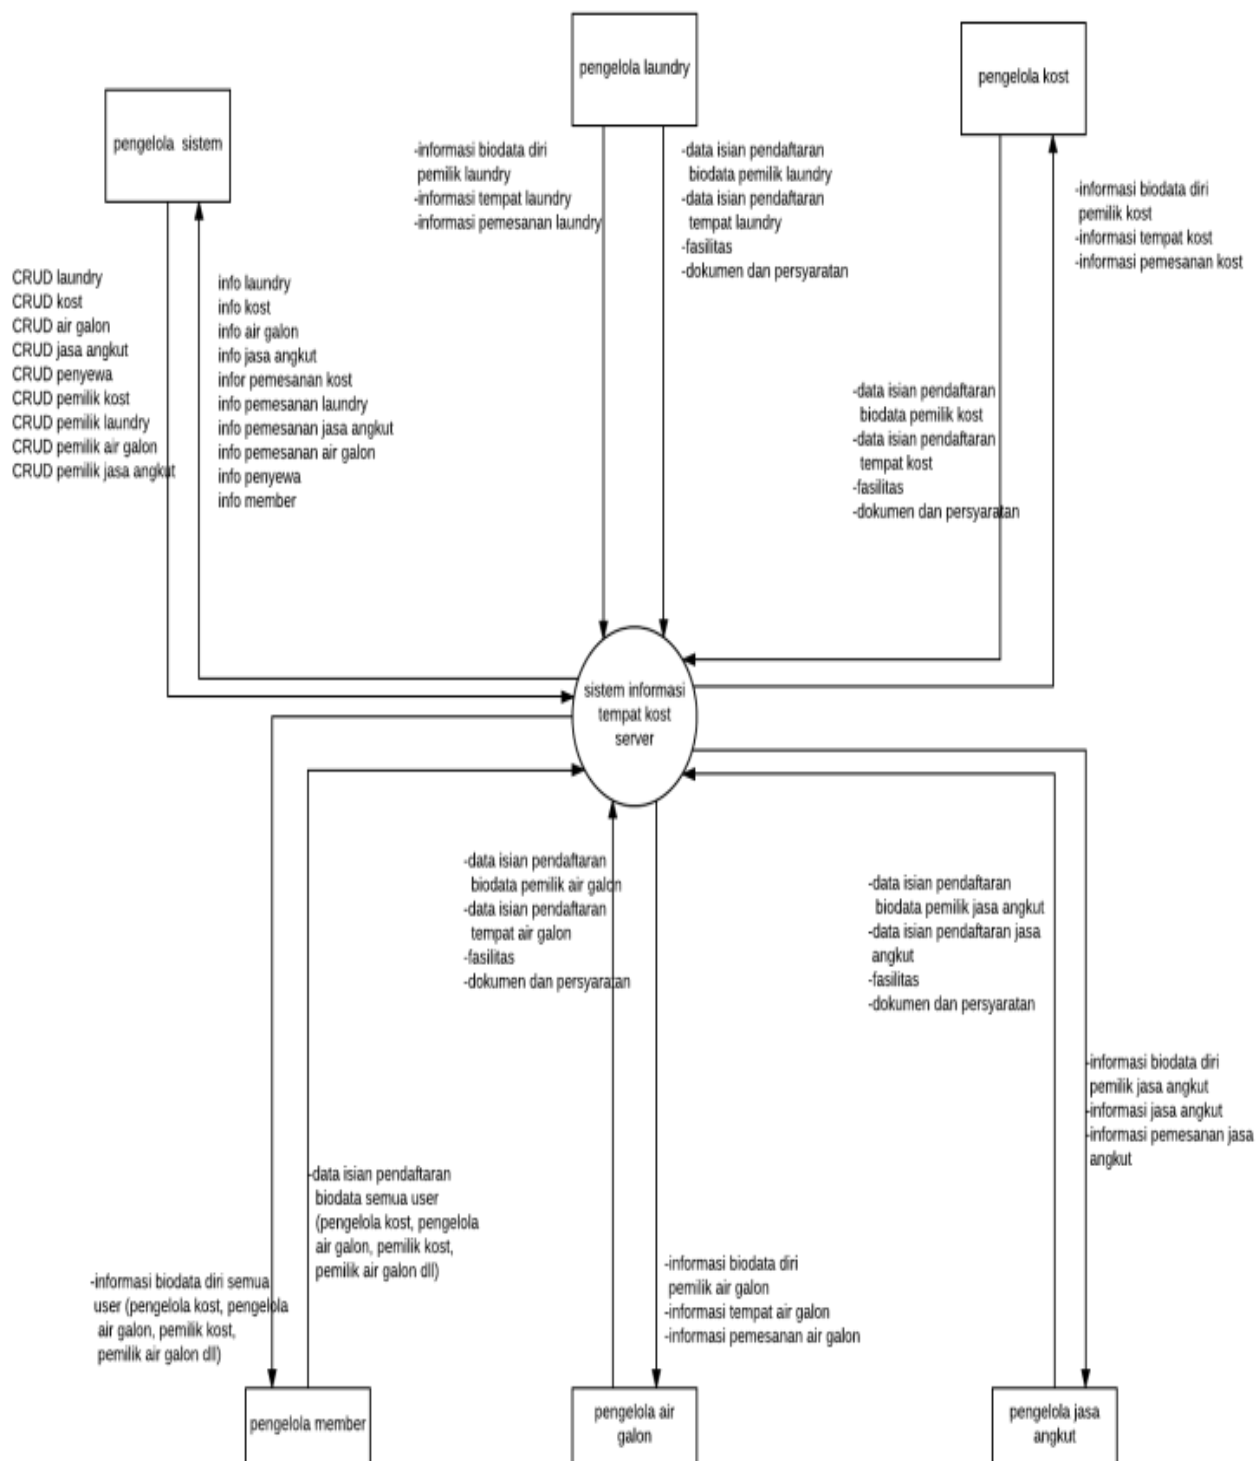 pengelola laundry
pengelola kost
pengelola sistem
-informasi biodata diri
pemilik laundry
-informasi tempat laundry
-informasi pemesanan laundry
-data isian pendaftaran
biodata pemilik laundry
-data isian pendaftaran
tempat laundry
-fasilitas
-dokumen dan persyaratan
-informasi biodata diri
pemilik kost
-informasi tempat kost
-informasi pemesanan kost
CRUD laundry
CRUD kost
CRUD air galon
CRUD jasa angkut
CRUD penyewa
CRUD pemilik kost
CRUD pemilik laundry
CRUD pemilik air galon
CRUD pemilik jasa angkut
info laundry
info kost
info air galon
info jasa angkut
infor pemesanan kost
info pemesanan laundry
info pemesanan jasa angkut
info pemesanan air galon
info penyewa
info member
-data isian pendaftaran
biodata pemilik kost
-data isian pendaftaran
tempat kost
-fasilitas
-dokumen dan persyaratan
sistem informasi
tempat kost
server
-data isian pendaftaran
biodata pemilik air galon
-data isian pendaftaran
tempat air galon
-fasilitas
-dokumen dan persyaratan
-data isian pendaftaran
biodata pemilik jasa angkut
-data isian pendaftaran jasa
angkut
-fasilitas
-dokumen dan persyaratan
-informasi biodata diri
pemilik jasa angkut
-informasi jasa angkut
-informasi pemesanan jasa
angkut
-data isian pendaftaran
biodata semua user
(pengelola kost, pengelola
air galon, pemilik kost,
pemilik air galon dll)
-informasi biodata diri semua
user (pengelola kost, pengelola
air galon, pemilik kost,
pemilik air galon dll)
-informasi biodata diri
pemilik air galon
-informasi tempat air galon
-informasi pemesanan air galon
pengelola member
pengelola air
galon
pengelola jasa
angkut